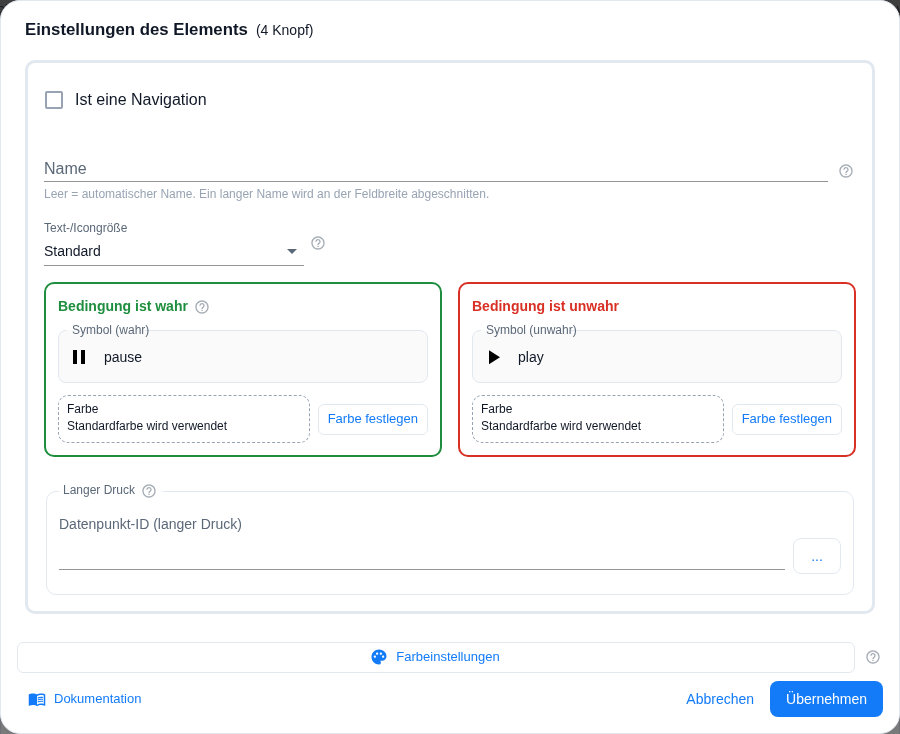 Einstellungen des Elements (4 Knopf)
Ist eine Navigation
Name
Leer = automatischer Name. Ein langer Name wird an der Feldbreite abgeschnitten.
Text-/Icongröße
Standard
Bedingung ist wahr
Symbol (wahr)
pause
Farbe
Standardfarbe wird verwendet
Farbe festlegen
Bedingung ist unwahr
Symbol (unwahr)
play
Farbe
Standardfarbe wird verwendet
Farbe festlegen
Langer Druck
Datenpunkt-ID (langer Druck)
...
Farbeinstellungen
Dokumentation
Abbrechen
Übernehmen